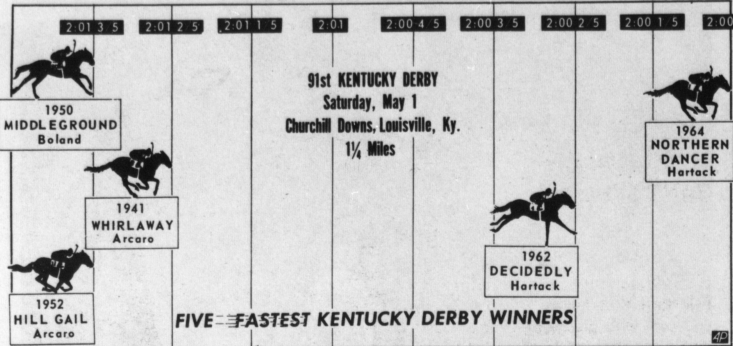 2:01 3 5 2:01 2 5 2:01 1 5 2:01 2:00 4 5 2:00 3 5 2:00 2 5 2:00 1 5 2:00
91st KENTUCKY DERBY
Saturday, May 1
Churchill Downs, Louisville, Ky.
1¼ Miles
1950
MIDDLEGROUND
Boland
1964
NORTHERN
DANCER
Hartack
1941
WHIRLAWAY
Arcaro
1962
DECIDEDLY
Hartack
1952
HILL GAIL
Arcaro
FIVE FASTEST KENTUCKY DERBY WINNERS
AP